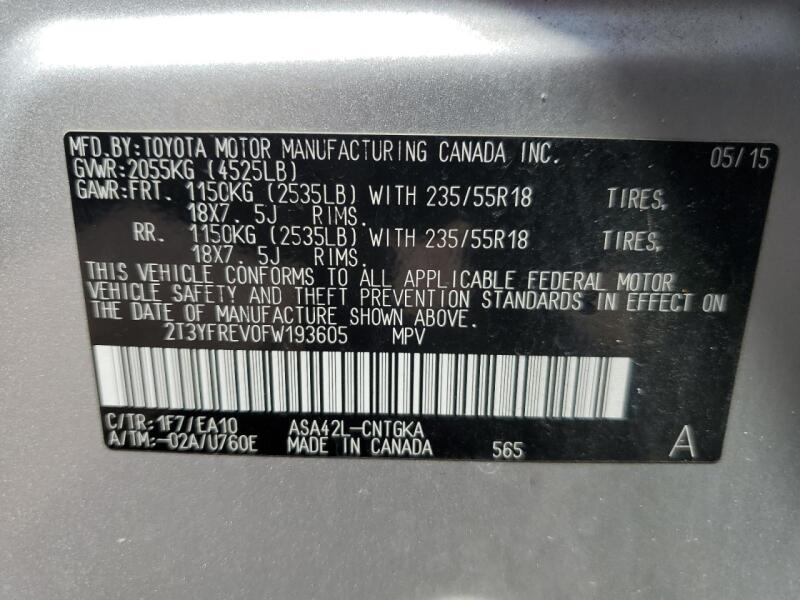 MFD.BY:TOYOTA MOTOR MANUFACTURING CANADA INC. 05/15
GVWR:2055KG (4525LB)
GAWR:FRT. 1150KG (2535LB) WITH 235/55R18 TIRES,
18X7. 5J RIMS.
RR. 1150KG (2535LB) WITH 235/55R18 TIRES,
18X7. 5J RIMS.
THIS VEHICLE CONFORMS TO ALL APPLICABLE FEDERAL MOTOR
VEHICLE SAFETY AND THEFT PREVENTION STANDARDS IN EFFECT ON
THE DATE OF MANUFACTURE SHOWN ABOVE.
2T3YFREV0FW193605 MPV
C/TR:1F7/EA10 ASA42L-CNTGKA
A/TM:-02A/U760E MADE IN CANADA 565 A